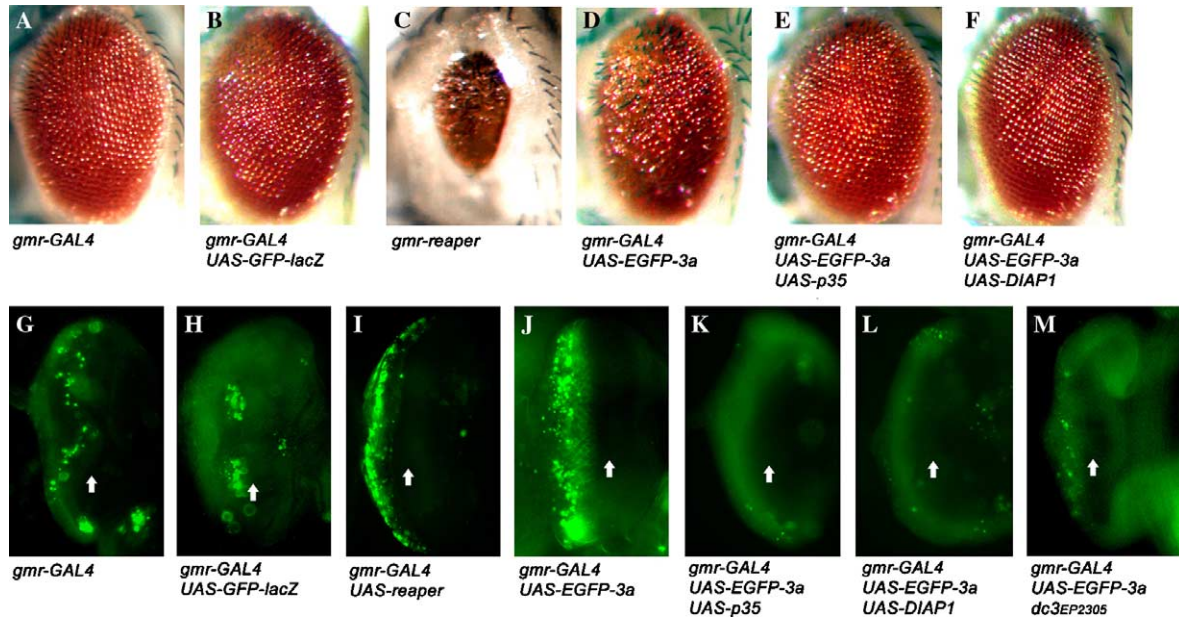 A B C D E F
gmr-GAL4
gmr-GAL4
UAS-GFP-lacZ
gmr-reaper
gmr-GAL4
UAS-EGFP-3a
gmr-GAL4
UAS-EGFP-3a
UAS-p35
gmr-GAL4
UAS-EGFP-3a
UAS-DIAP1
G H I J K L M
gmr-GAL4
gmr-GAL4
UAS-GFP-lacZ
gmr-GAL4
UAS-reaper
gmr-GAL4
UAS-EGFP-3a
gmr-GAL4
UAS-EGFP-3a
UAS-p35
gmr-GAL4
UAS-EGFP-3a
UAS-DIAP1
gmr-GAL4
UAS-EGFP-3a
dc3EP2305